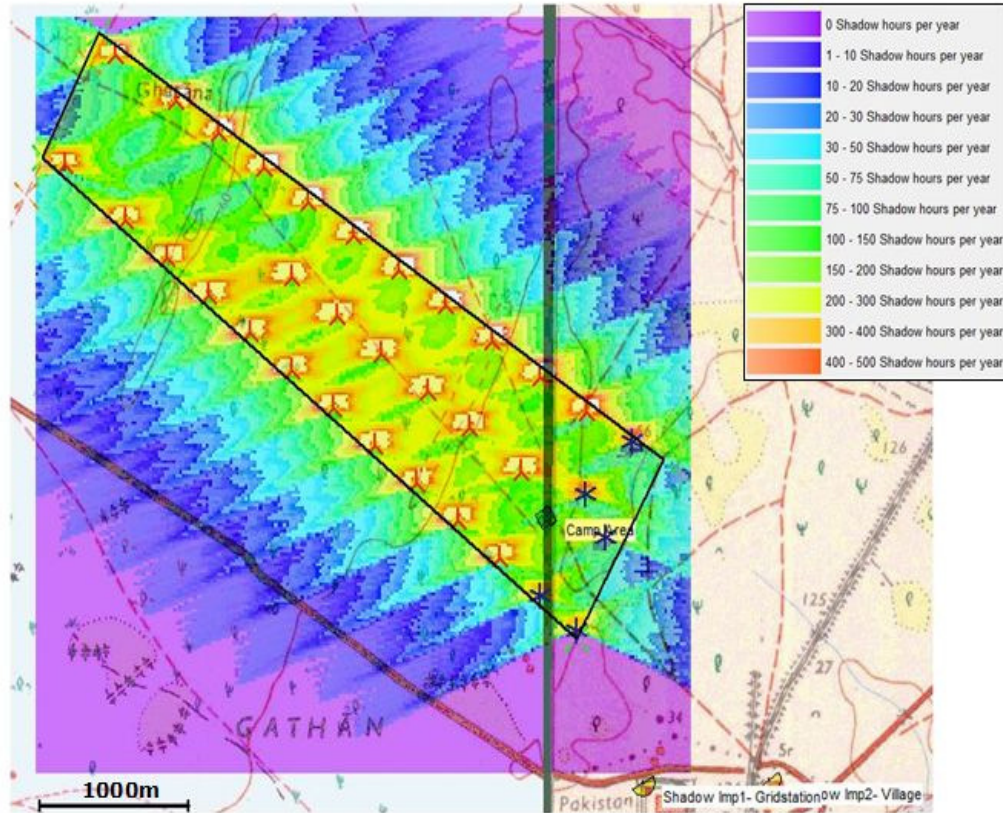 0 Shadow hours per year
1 - 10 Shadow hours per year
10 - 20 Shadow hours per year
20 - 30 Shadow hours per year
30 - 50 Shadow hours per year
50 - 75 Shadow hours per year
75 - 100 Shadow hours per year
100 - 150 Shadow hours per year
150 - 200 Shadow hours per year
200 - 300 Shadow hours per year
300 - 400 Shadow hours per year
400 - 500 Shadow hours per year
126
Camp Area
125
27
GATHAN
34
5r
1000m
Pakistan
Shadow Imp1- Gridstation
ow Imp2- Village